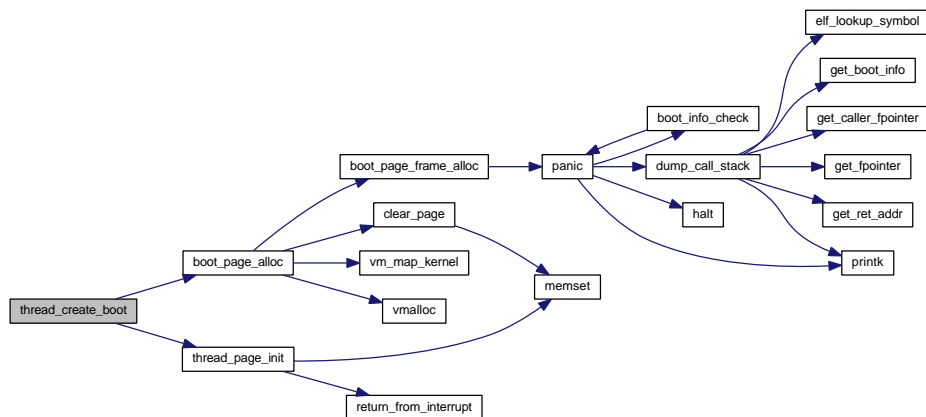 elf_lookup_symbol
get_boot_info
boot_info_check
get_caller_fpointer
boot_page_frame_alloc
panic
dump_call_stack
get_fpointer
clear_page
halt
get_ret_addr
boot_page_alloc
vm_map_kernel
printk
memset
thread_create_boot
vmalloc
thread_page_init
return_from_interrupt